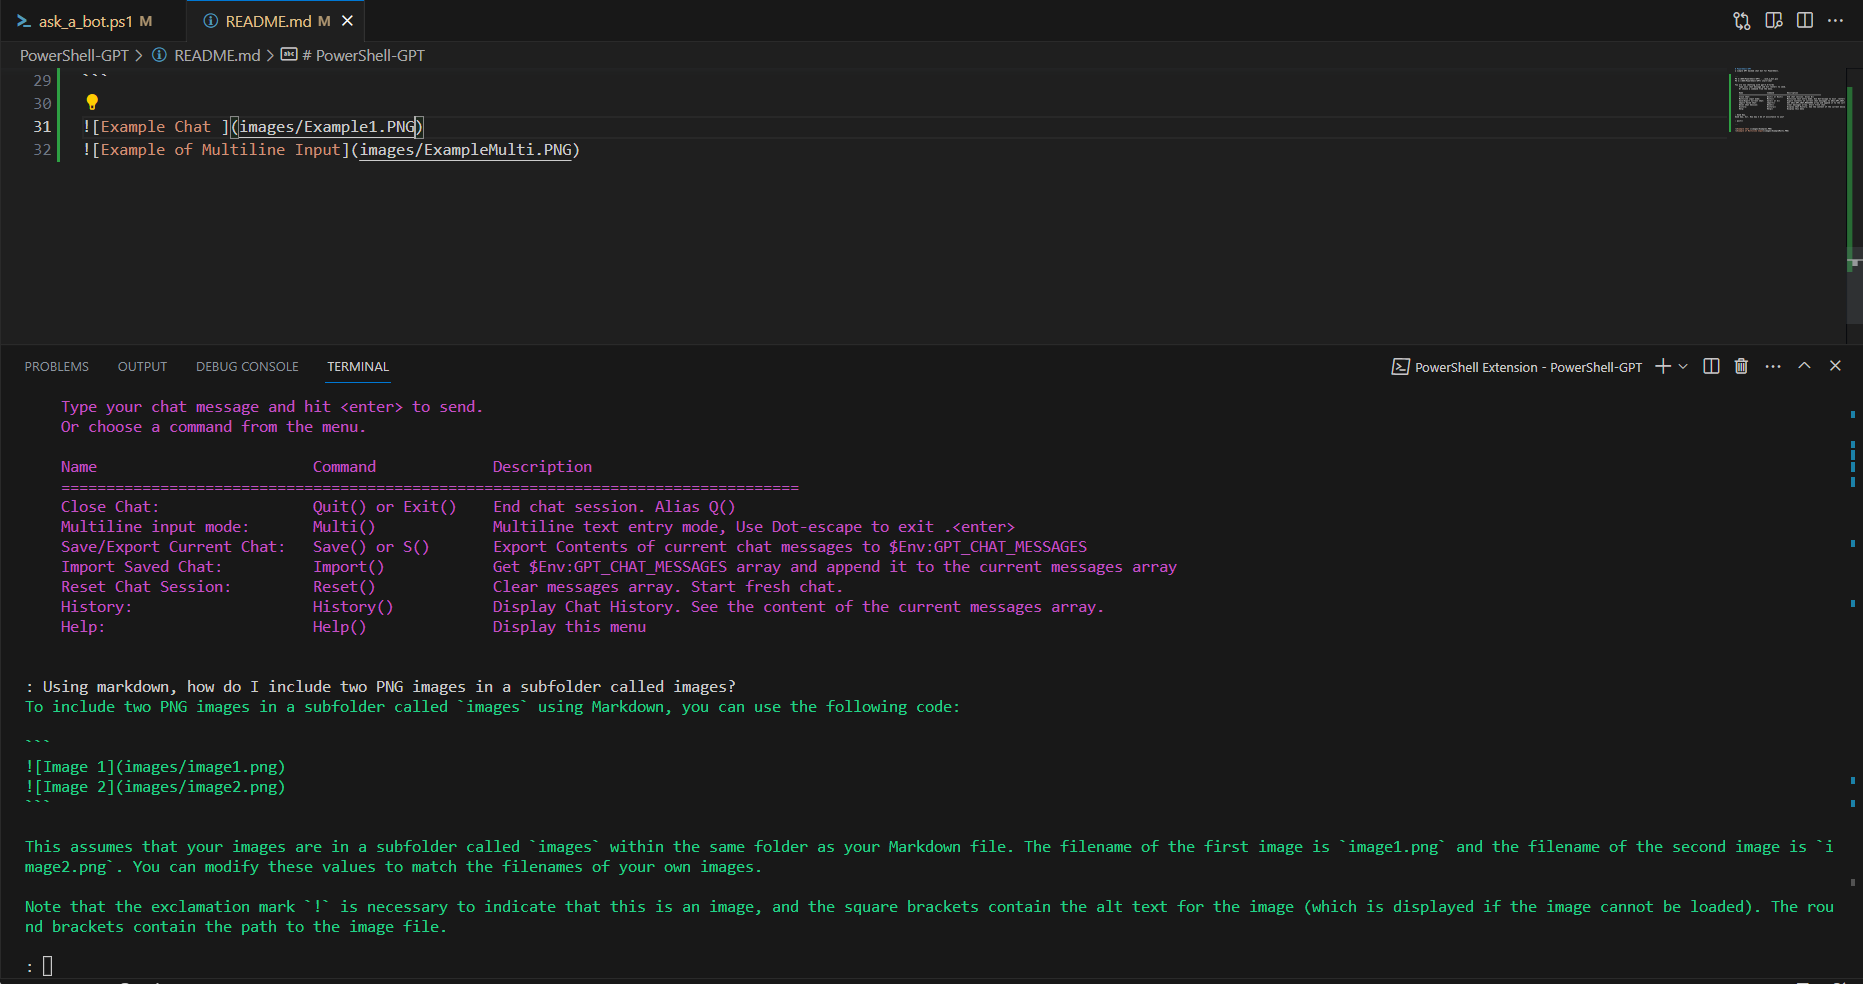 ask_a_bot.ps1 M README.md M
PowerShell-GPT > README.md > # PowerShell-GPT
29 ```
30
31 ![Example Chat ](images/Example1.PNG)
32 ![Example of Multiline Input](images/ExampleMulti.PNG)
PROBLEMS OUTPUT DEBUG CONSOLE TERMINAL PowerShell Extension - PowerShell-GPT
Type your chat message and hit <enter> to send.
Or choose a command from the menu.
Name Command Description
==================================================================================
Close Chat: Quit() or Exit() End chat session. Alias Q()
Multiline input mode: Multi() Multiline text entry mode, Use Dot-escape to exit .<enter>
Save/Export Current Chat: Save() or S() Export Contents of current chat messages to $Env:GPT_CHAT_MESSAGES
Import Saved Chat: Import() Get $Env:GPT_CHAT_MESSAGES array and append it to the current messages array
Reset Chat Session: Reset() Clear messages array. Start fresh chat.
History: History() Display Chat History. See the content of the current messages array.
Help: Help() Display this menu
: Using markdown, how do I include two PNG images in a subfolder called images?
To include two PNG images in a subfolder called `images` using Markdown, you can use the following code:
```
![Image 1](images/image1.png)
![Image 2](images/image2.png)
```
This assumes that your images are in a subfolder called `images` within the same folder as your Markdown file. The filename of the first image is `image1.png` and the filename of the second image is `i
mage2.png`. You can modify these values to match the filenames of your own images.
Note that the exclamation mark `!` is necessary to indicate that this is an image, and the square brackets contain the alt text for the image (which is displayed if the image cannot be loaded). The rou
nd brackets contain the path to the image file.
: